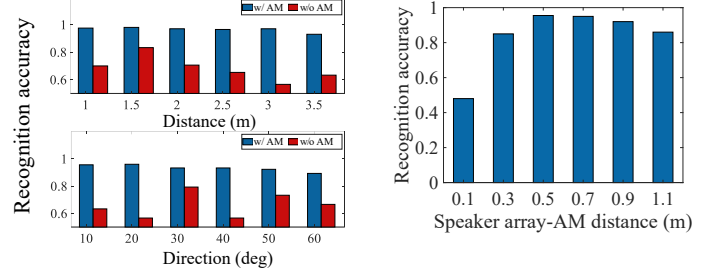 Recognition accuracy
w/ AM w/o AM
1
0.8
0.6
1 1.5 2 2.5 3 3.5
Distance (m)
w/ AM w/o AM
1
0.8
0.6
10 20 30 40 50 60
Direction (deg)
Recognition accuracy
1
0.8
0.6
0.4
0.2
0
0.1 0.3 0.5 0.7 0.9 1.1
Speaker array-AM distance (m)